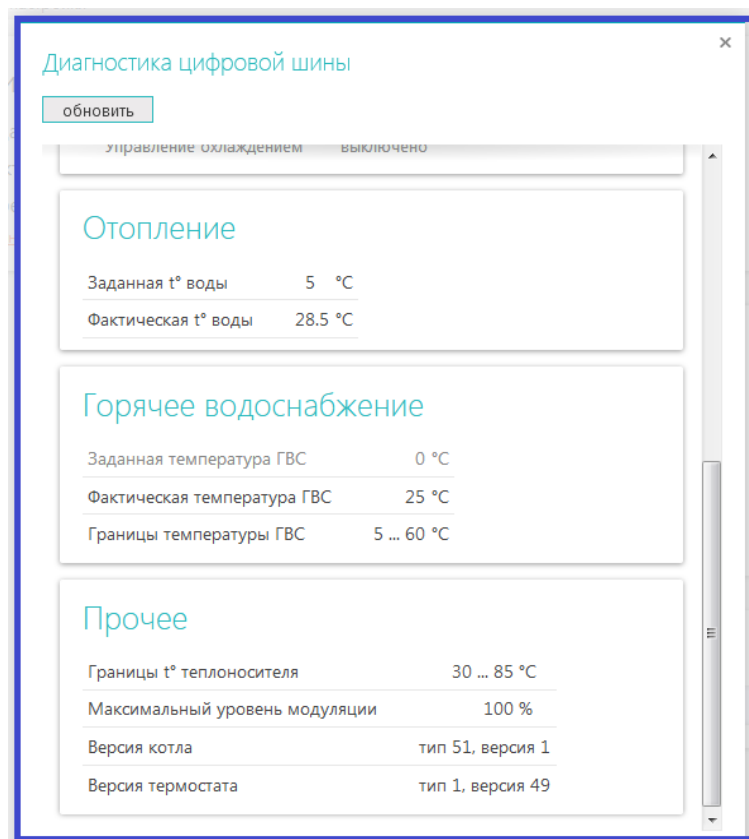 Диагностика цифровой шины
×
обновить
Управление охлаждением выключено
Отопление
Заданная t° воды 5 °C
Фактическая t° воды 28.5 °C
Горячее водоснабжение
Заданная температура ГВС 0 °C
Фактическая температура ГВС 25 °C
Границы температуры ГВС 5 ... 60 °C
Прочее
Границы t° теплоносителя 30 ... 85 °C
Максимальный уровень модуляции 100 %
Версия котла тип 51, версия 1
Версия термостата тип 1, версия 49